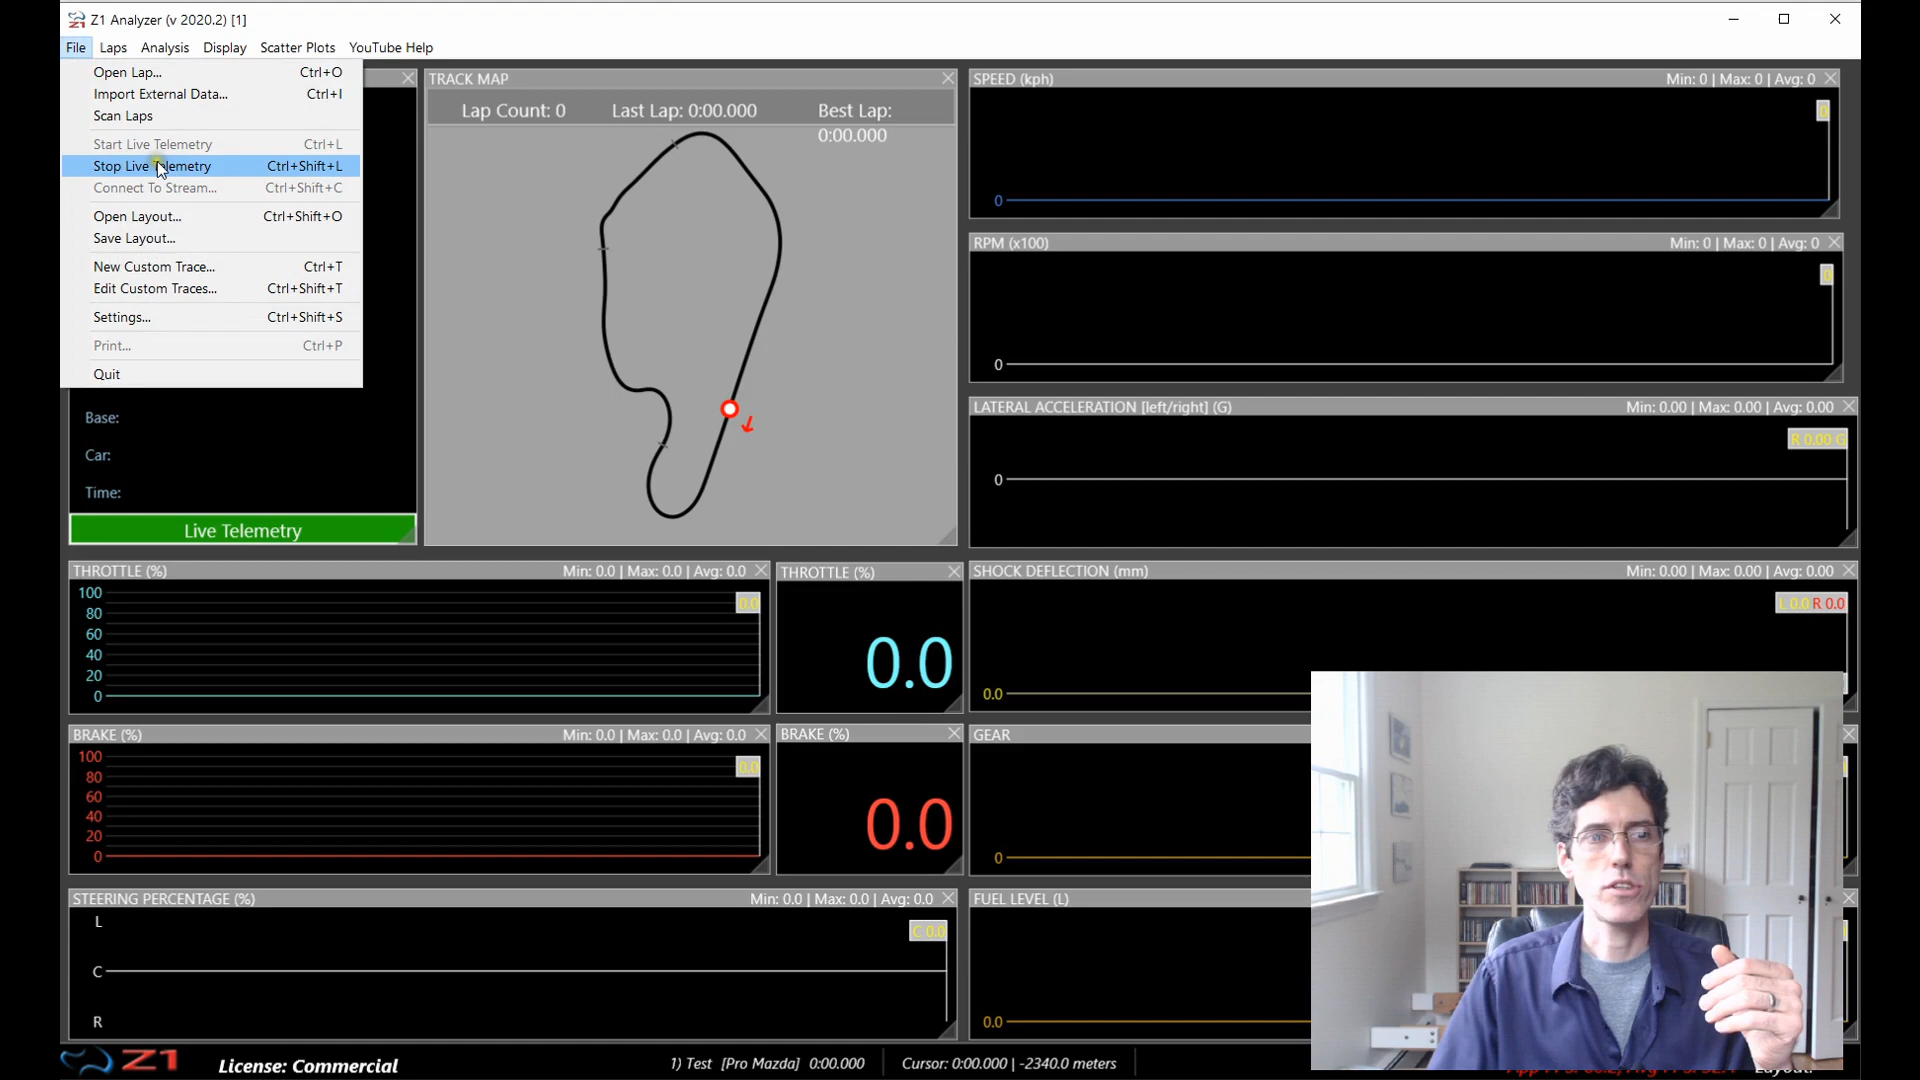 Z1 Analyzer (v 2020.2) [1]
File Laps Analysis Display Scatter Plots YouTube Help
Open Lap... Ctrl+O
Import External Data... Ctrl+I
Scan Laps
Start Live Telemetry Ctrl+L
Stop Live Telemetry Ctrl+Shift+L
Connect To Stream... Ctrl+Shift+C
Open Layout... Ctrl+Shift+O
Save Layout...
New Custom Trace... Ctrl+T
Edit Custom Traces... Ctrl+Shift+T
Settings... Ctrl+Shift+S
Print... Ctrl+P
Quit
Base:
Car:
Time:
Live Telemetry
TRACK MAP
Lap Count: 0 Last Lap: 0:00.000 Best Lap:
0:00.000
SPEED (kph) Min: 0 | Max: 0 | Avg: 0
0
0
RPM (x100) Min: 0 | Max: 0 | Avg: 0
0
0
LATERAL ACCELERATION [left/right] (G) Min: 0.00 | Max: 0.00 | Avg: 0.00
R 0.00 G
0
THROTTLE (%) Min: 0.0 | Max: 0.0 | Avg: 0.0
100
0.0
80
60
40
20
0
THROTTLE (%)
0.0
SHOCK DEFLECTION (mm) Min: 0.00 | Max: 0.00 | Avg: 0.00
L 0.0 R 0.0
0.0
BRAKE (%) Min: 0.0 | Max: 0.0 | Avg: 0.0
100
0.0
80
60
40
20
0
BRAKE (%)
0.0
GEAR
0
STEERING PERCENTAGE (%) Min: 0.0 | Max: 0.0 | Avg: 0.0
L
C 0.0
C
R
FUEL LEVEL (L)
0.0
Z1 License: Commercial 1) Test [Pro Mazda] 0:00.000 Cursor: 0:00.000 | -2340.0 meters